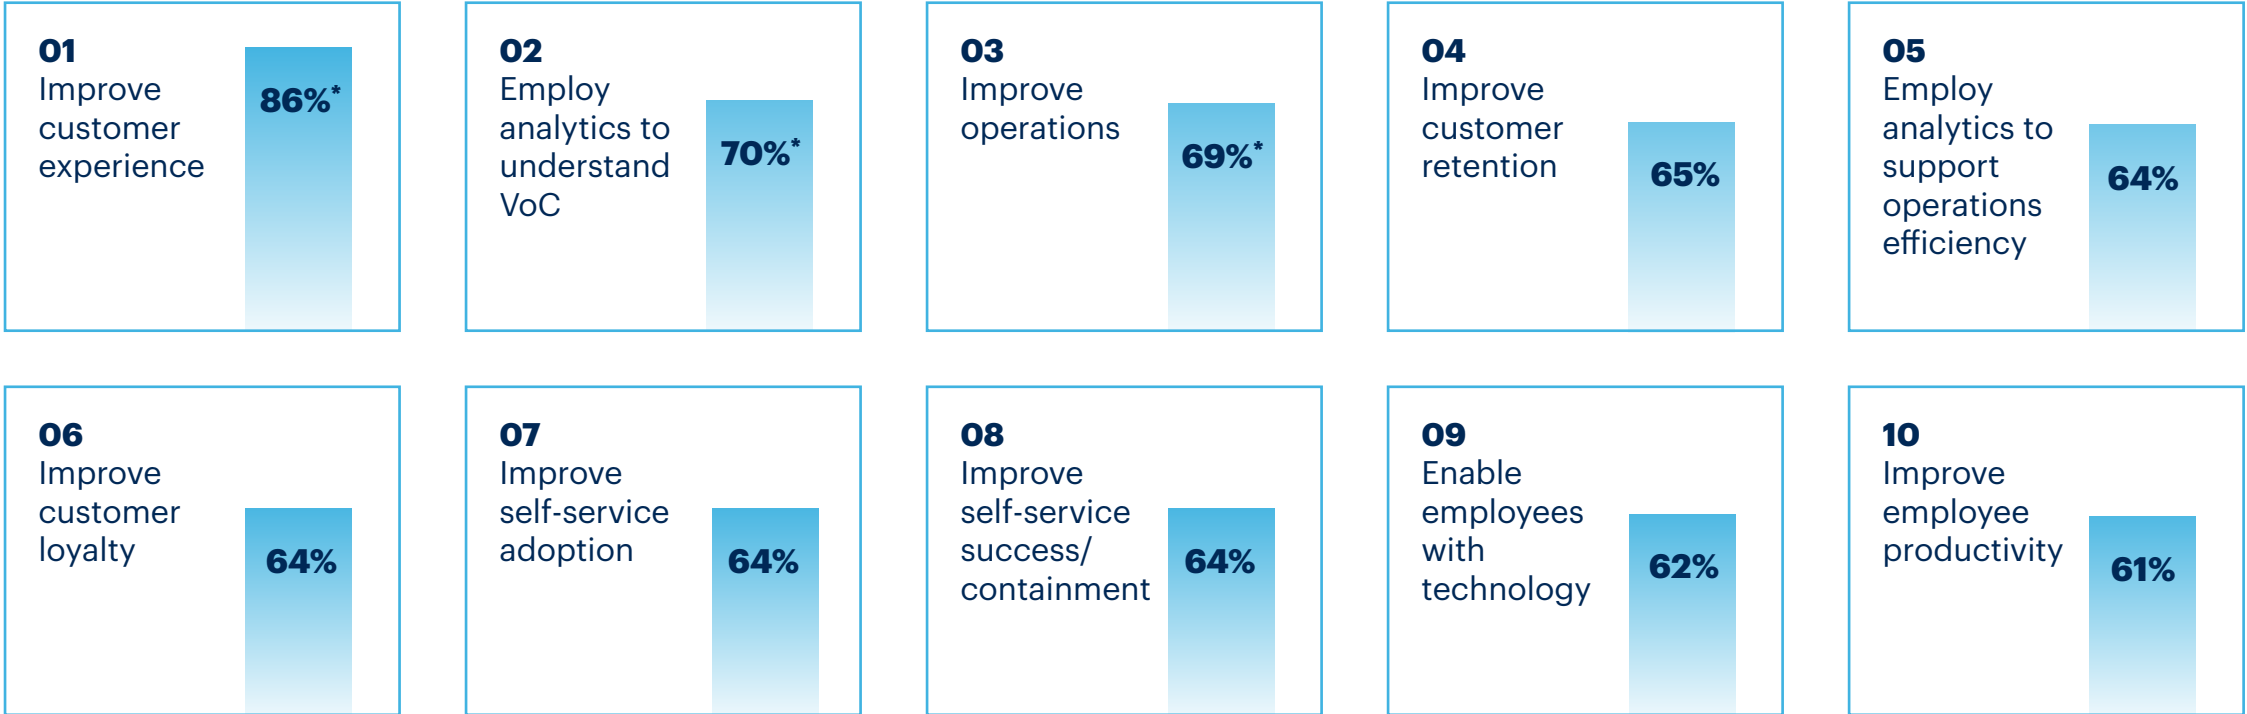 01
Improve
customer
experience
86%*
02
Employ
analytics to
understand
VoC
70%*
03
Improve
operations
69%*
04
Improve
customer
retention
65%
05
Employ
analytics to
support
operations
efficiency
64%
06
Improve
customer
loyalty
64%
07
Improve
self-service
adoption
64%
08
Improve
self-service
success/
containment
64%
09
Enable
employees
with
technology
62%
10
Improve
employee
productivity
61%